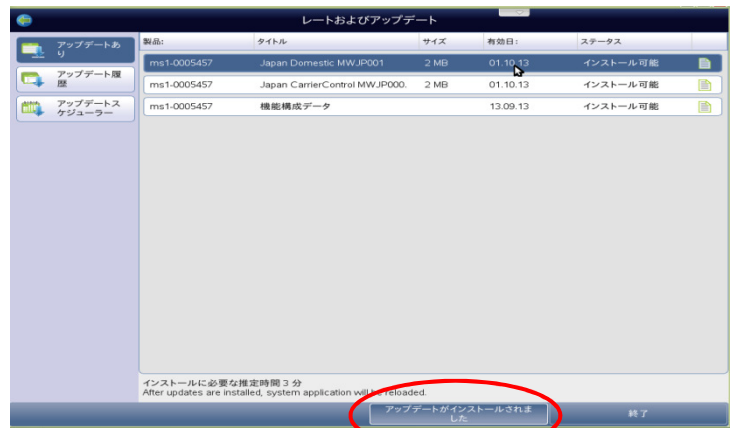 レートおよびアップデート
アップデートあ
り
アップデート履
歴
アップデートス
ケジューラー
製品: タイトル サイズ 有効日: ステータス
ms1-0005457 Japan Domestic MWJP001 2 MB 01.10.13 インストール可能
ms1-0005457 Japan CarrierControl MWJP000. 2 MB 01.10.13 インストール可能
ms1-0005457 機能構成データ 13.09.13 インストール可能
インストールに必要な推定時間 3 分
After updates are installed, system application will be reloaded.
アップデートがインストールされま
した
終了